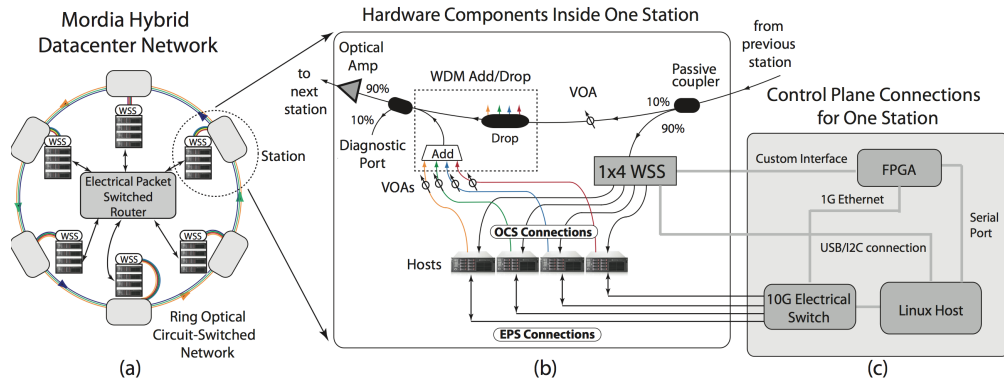 Mordia Hybrid
Datacenter Network
WSS
WSS
WSS
Electrical Packet
Switched
Router
WSS
WSS
WSS
Station
Ring Optical
Circuit-Switched
Network
(a)
Hardware Components Inside One Station
Optical
Amp
to
next
station
90%
10%
Diagnostic
Port
WDM Add/Drop
Drop
Add
VOAs
VOA
Passive
coupler
10%
90%
from
previous
station
1x4 WSS
OCS Connections
Hosts
EPS Connections
(b)
Control Plane Connections
for One Station
Custom Interface
FPGA
1G Ethernet
Serial
Port
USB/I2C connection
10G Electrical
Switch
Linux Host
(c)